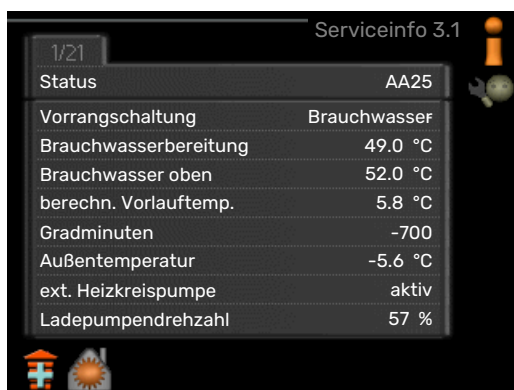 Serviceinfo 3.1
1/21
Status AA25
Vorrangschaltung Brauchwasser
Brauchwasserbereitung 49.0 °C
Brauchwasser oben 52.0 °C
berechn. Vorlauftemp. 5.8 °C
Gradminuten -700
Außentemperatur -5.6 °C
ext. Heizkreispumpe aktiv
Ladepumpendrehzahl 57 %